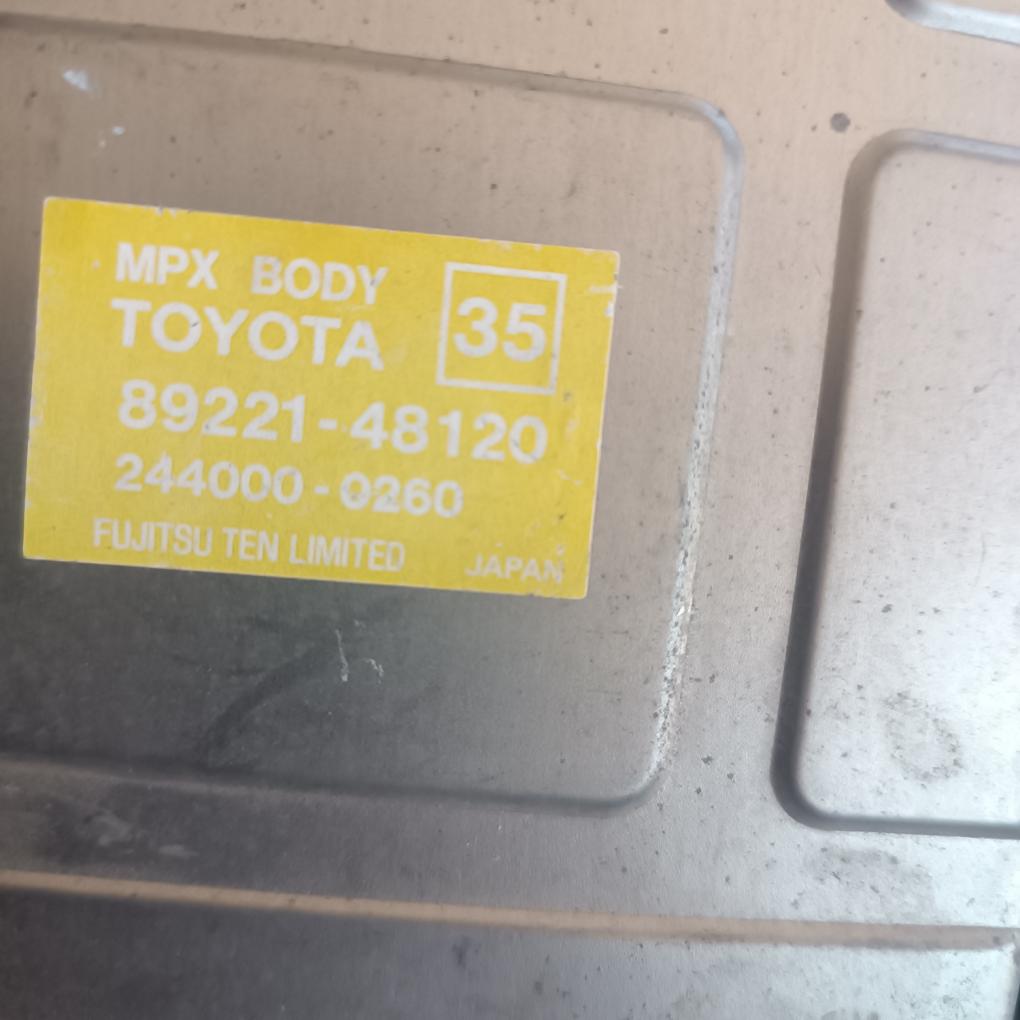 MPX BODY
TOYOTA
35
89221-48120
244000-0260
FUJITSU TEN LIMITED JAPAN